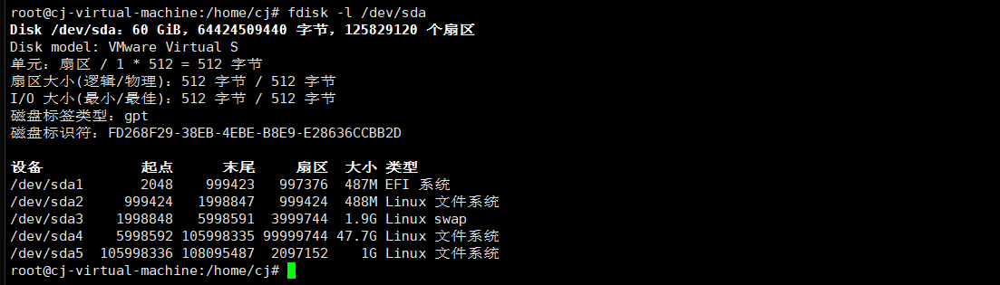 root@cj-virtual-machine:/home/cj# fdisk -l /dev/sda
Disk /dev/sda：60 GiB，64424509440 字节，125829120 个扇区
Disk model: VMware Virtual S
单元：扇区 / 1 * 512 = 512 字节
扇区大小(逻辑/物理)：512 字节 / 512 字节
I/O 大小(最小/最佳)：512 字节 / 512 字节
磁盘标签类型：gpt
磁盘标识符：FD268F29-38EB-4EBE-B8E9-E28636CCBB2D

设备 起点 末尾 扇区 大小 类型
/dev/sda1 2048 999423 997376 487M EFI 系统
/dev/sda2 999424 1998847 999424 488M Linux 文件系统
/dev/sda3 1998848 5998591 3999744 1.9G Linux swap
/dev/sda4 5998592 105998335 99999744 47.7G Linux 文件系统
/dev/sda5 105998336 108095487 2097152 1G Linux 文件系统
root@cj-virtual-machine:/home/cj#